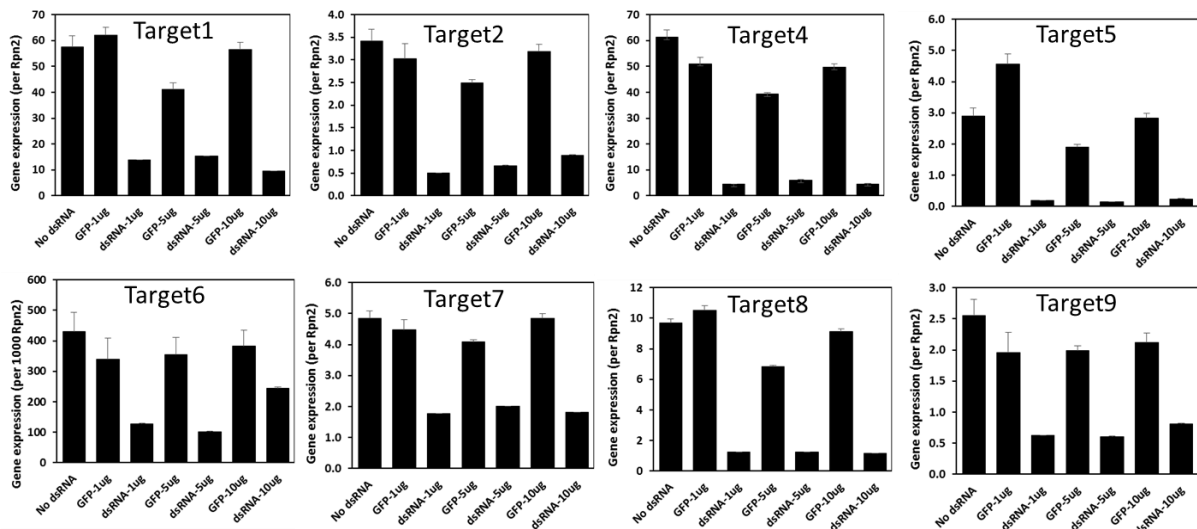 Target1
Gene expression (per Rpn2)
70
60
50
40
30
20
10
0
No dsRNA
GFP-1ug
dsRNA-1ug
GFP-5ug
dsRNA-5ug
GFP-10ug
dsRNA-10ug
Target2
Gene expression (per Rpn2)
4.0
3.5
3.0
2.5
2.0
1.5
1.0
0.5
0.0
No dsRNA
GFP-1ug
dsRNA-1ug
GFP-5ug
dsRNA-5ug
GFP-10ug
dsRNA-10ug
Target4
Gene expression (per Rpn2)
70
60
50
40
30
20
10
0
No dsRNA
GFP-1ug
dsRNA-1ug
GFP-5ug
dsRNA-5ug
GFP-10ug
dsRNA-10ug
Target5
Gene expression (per Rpn2)
6.0
5.0
4.0
3.0
2.0
1.0
0.0
No dsRNA
GFP-1ug
dsRNA-1ug
GFP-5ug
dsRNA-5ug
GFP-10ug
dsRNA-10ug
Target6
Gene expression (per 1000 Rpn2)
600
500
400
300
200
100
0
No dsRNA
GFP-1ug
dsRNA-1ug
GFP-5ug
dsRNA-5ug
GFP-10ug
dsRNA-10ug
Target7
Gene expression (per Rpn2)
6.0
5.0
4.0
3.0
2.0
1.0
0.0
No dsRNA
GFP-1ug
dsRNA-1ug
GFP-5ug
dsRNA-5ug
GFP-10ug
dsRNA-10ug
Target8
Gene expression (per Rpn2)
12
10
8
6
4
2
0
No dsRNA
GFP-1ug
dsRNA-1ug
GFP-5ug
dsRNA-5ug
GFP-10ug
dsRNA-10ug
Target9
Gene expression (per Rpn2)
3.0
2.5
2.0
1.5
1.0
0.5
0.0
No dsRNA
GFP-1ug
dsRNA-1ug
GFP-5ug
dsRNA-5ug
GFP-10ug
dsRNA-10ug